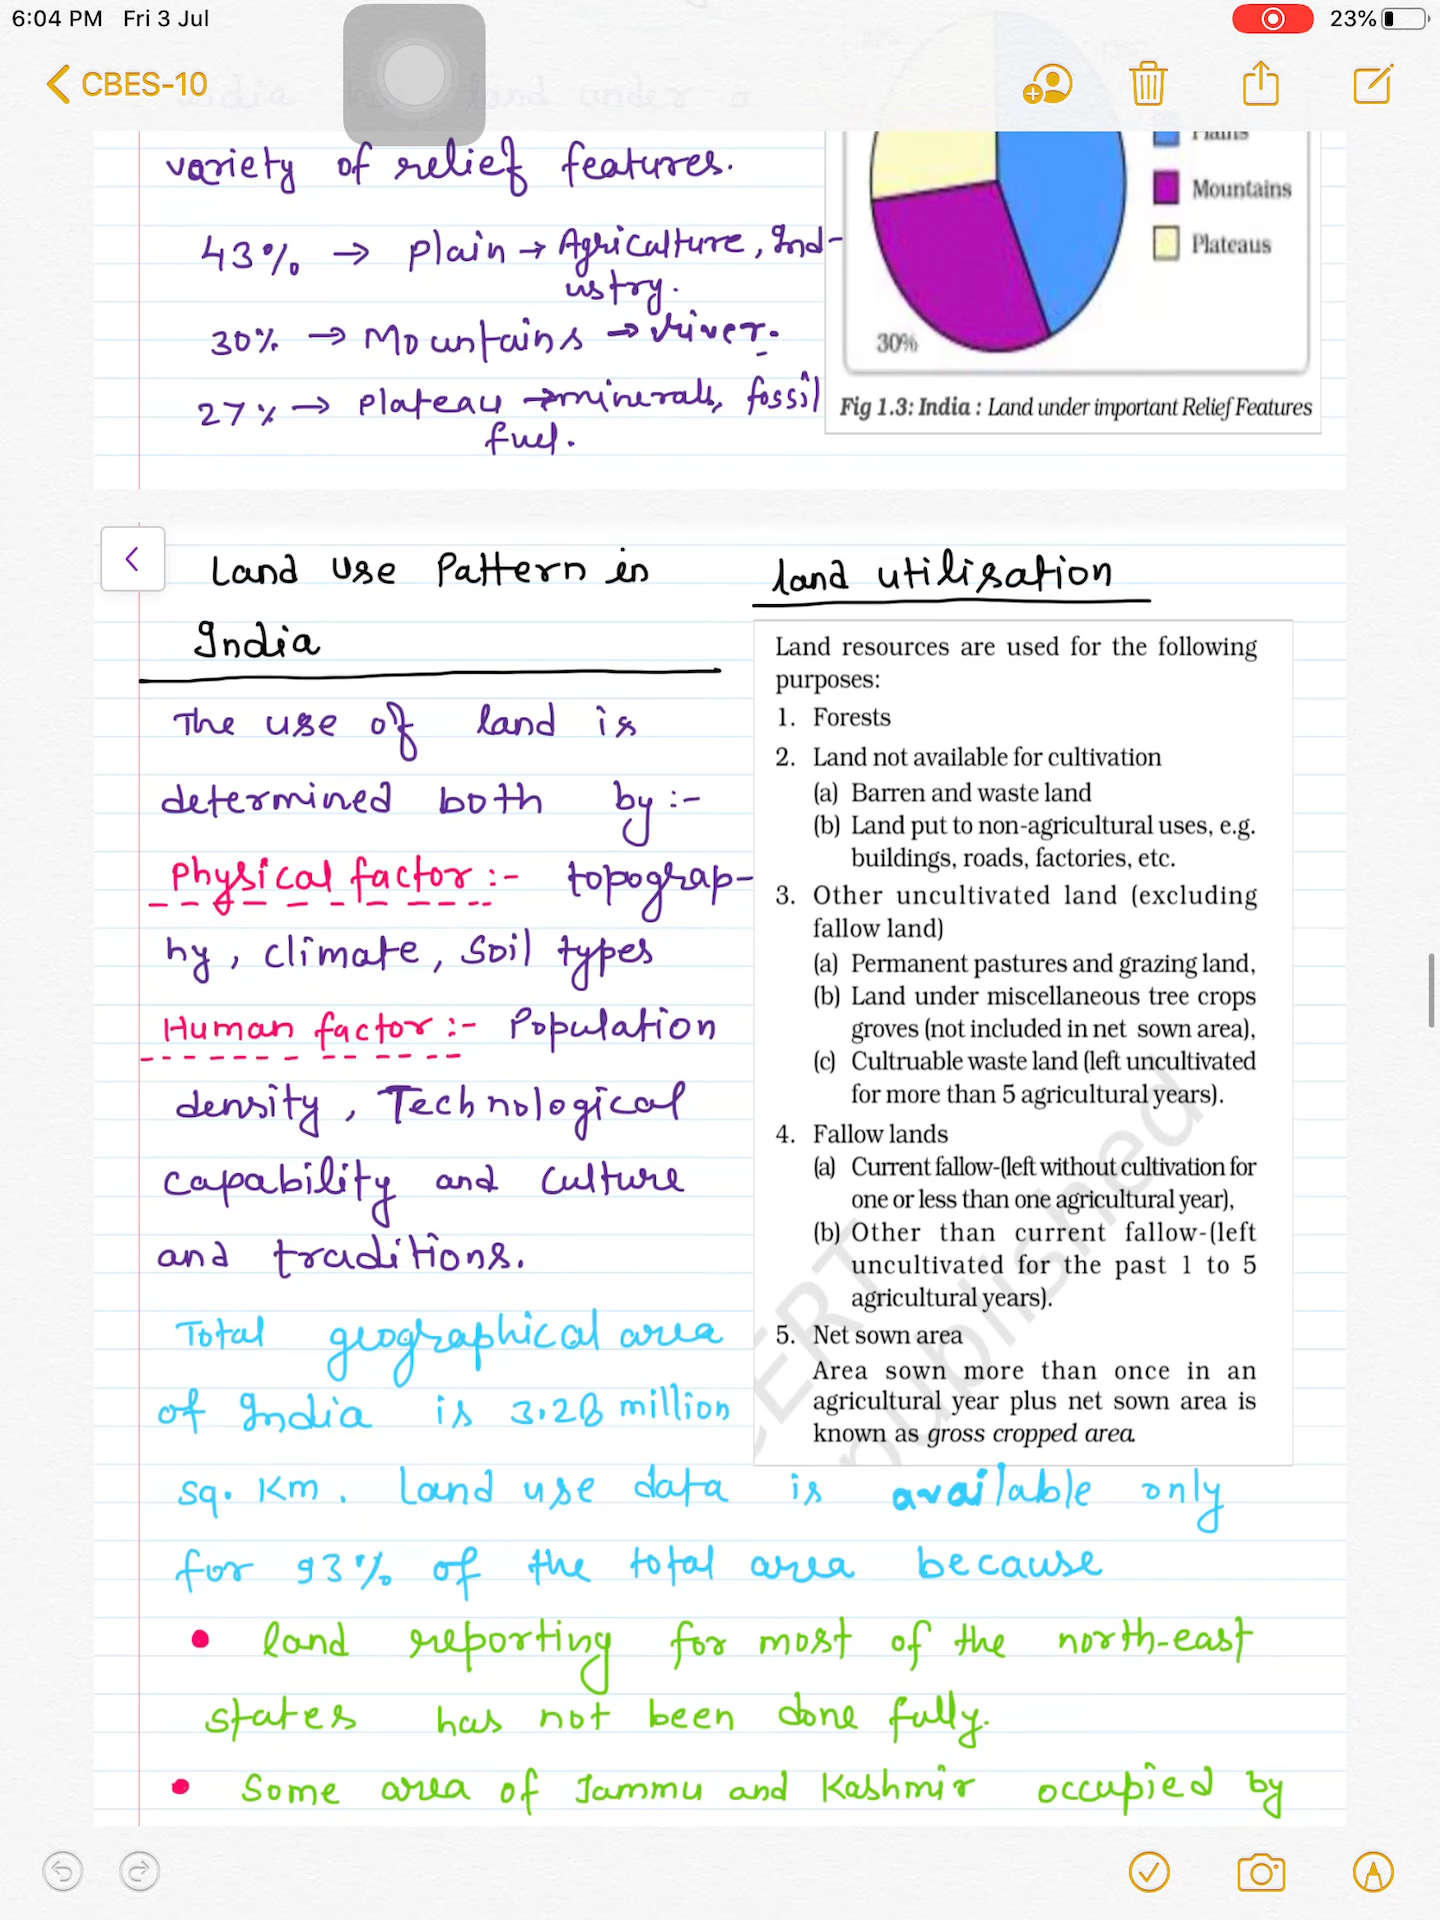 6:04 PM Fri 3 Jul
23%
CBES-10
variety of relief features.
43% → plain → Agriculture, Ind-
ustry.
30% → Mountains → river.
27% → plateau → minerals, fossil
fuel.
Plains
Mountains
Plateaus
30%
Fig 1.3: India : Land under important Relief Features
Land Use Pattern in
India
The use of land is
determined both by :-
Physical factor :- topograp-
hy, climate, soil types
Human factor :- Population
density, Technological
capability and culture
and traditions.
Total geographical area
of India is 3.28 million
land utilisation
Land resources are used for the following
purposes:
1. Forests
2. Land not available for cultivation
(a) Barren and waste land
(b) Land put to non-agricultural uses, e.g.
buildings, roads, factories, etc.
3. Other uncultivated land (excluding
fallow land)
(a) Permanent pastures and grazing land,
(b) Land under miscellaneous tree crops
groves (not included in net sown area),
(c) Cultruable waste land (left uncultivated
for more than 5 agricultural years).
4. Fallow lands
(a) Current fallow-(left without cultivation for
one or less than one agricultural year),
(b) Other than current fallow-(left
uncultivated for the past 1 to 5
agricultural years).
5. Net sown area
Area sown more than once in an
agricultural year plus net sown area is
known as gross cropped area.
sq. Km. Land use data is available only
for 93% of the total area because
• land reporting for most of the north-east
states has not been done fully.
• Some area of Jammu and Kashmir occupied by